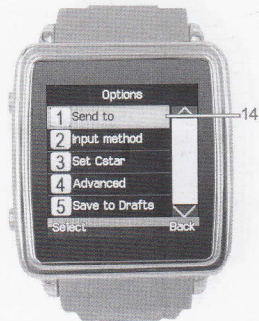 Options
1 Send to
14
2 Input method
3 Set Cstar
4 Advanced
5 Save to Drafts
Select Back